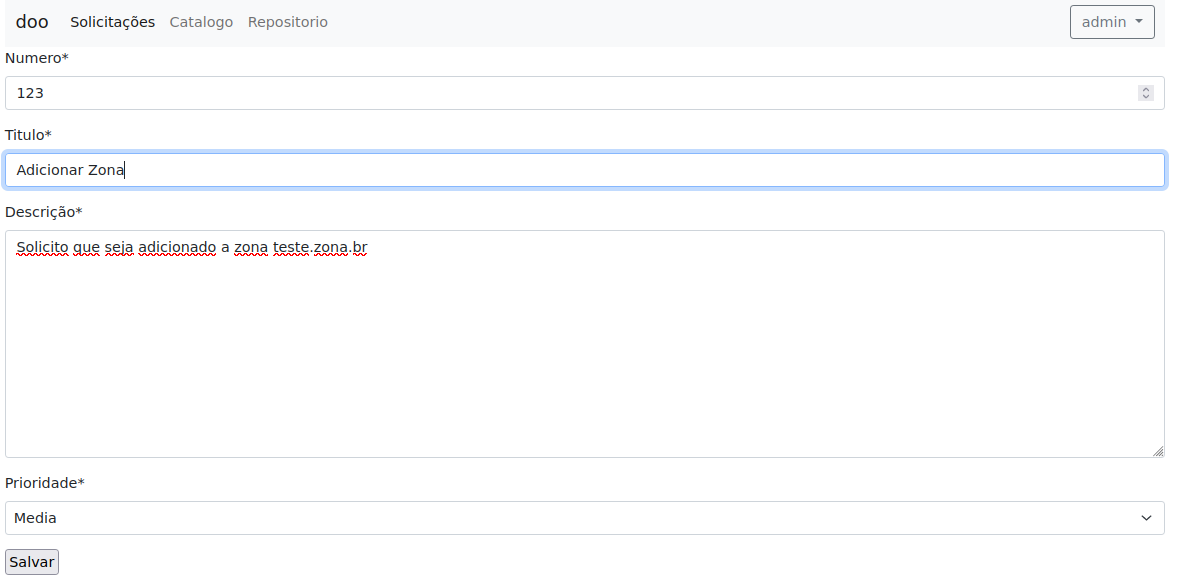 doo Solicitações Catalogo Repositorio admin
Numero*
123
Titulo*
Adicionar Zona
Descrição*
Solicito que seja adicionado a zona teste.zona.br
Prioridade*
Media
Salvar